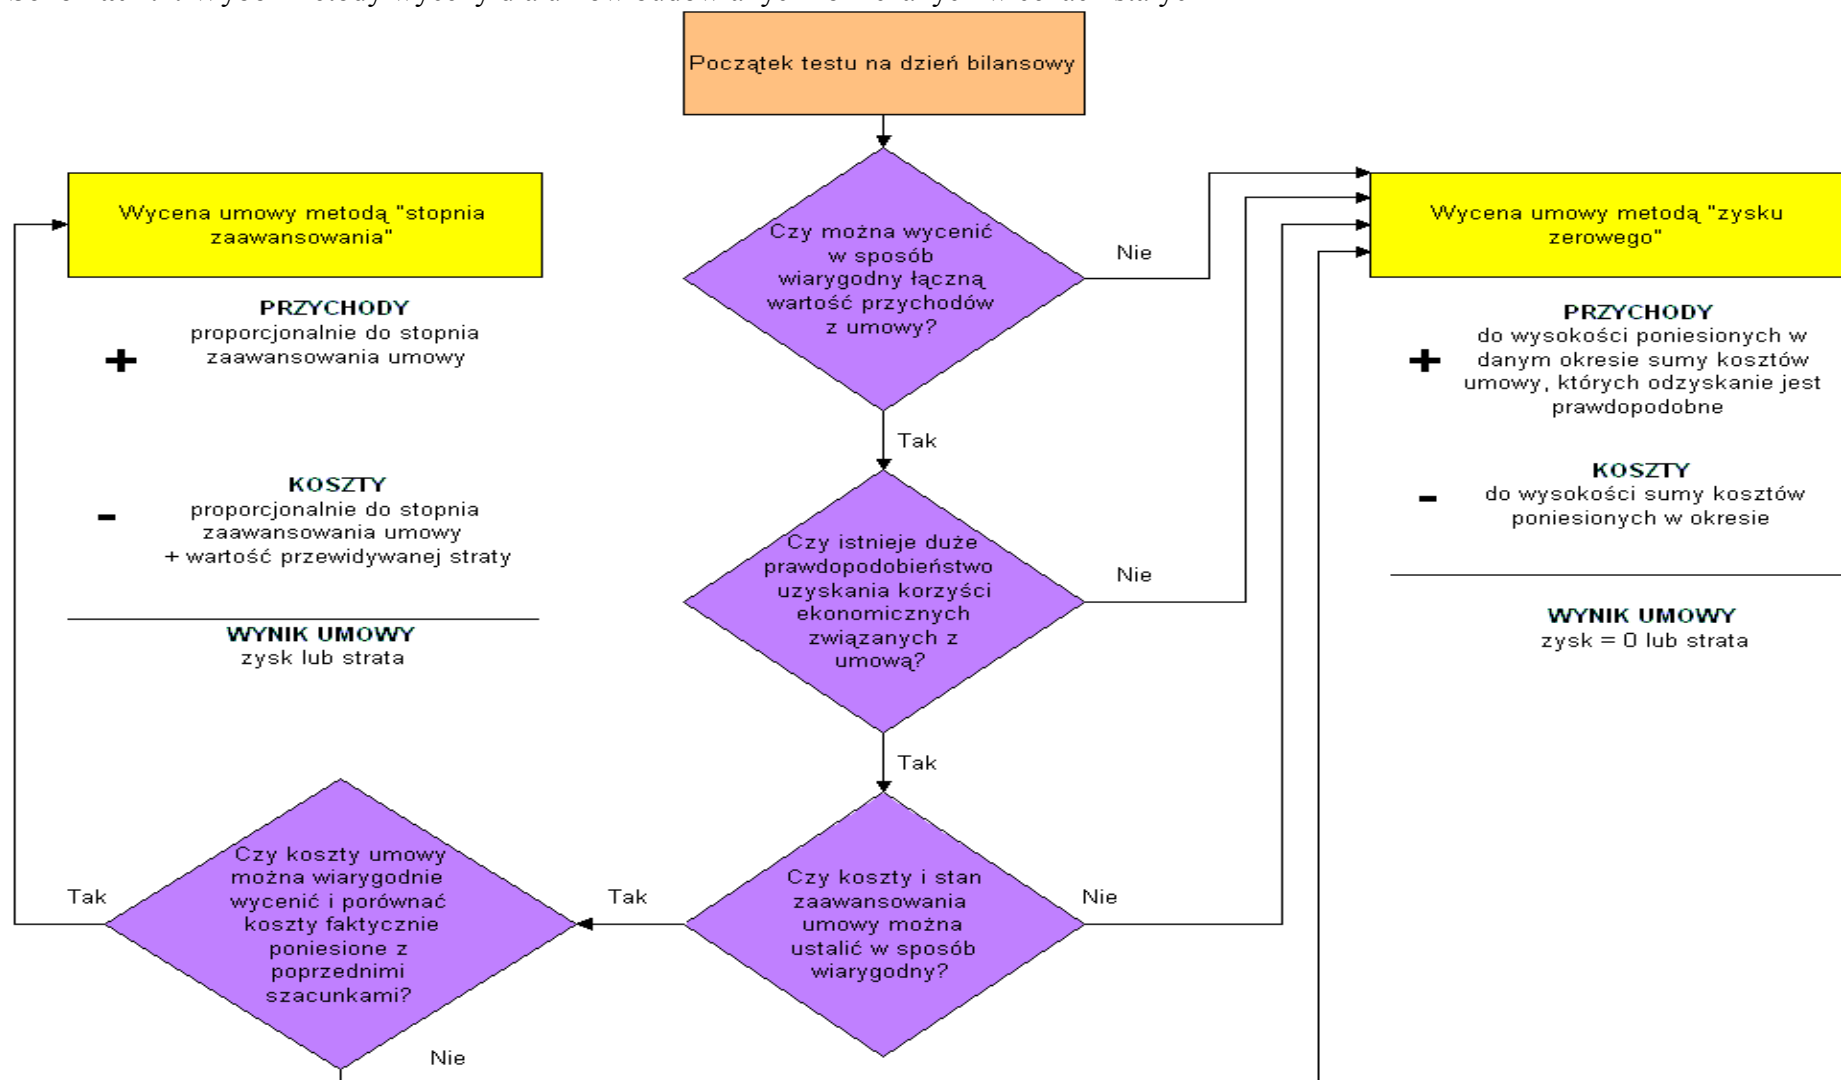 Początek testu na dzień bilansowy
Wycena umowy metodą "stopnia
zaawansowania"
PRZYCHODY
proporcjonalnie do stopnia
zaawansowania umowy
+
KOSZTY
proporcjonalnie do stopnia
zaawansowania umowy
+ wartość przewidywanej straty
-
WYNIK UMOWY
zysk lub strata
Czy można wycenić
w sposób
wiarygodny łączną
wartość przychodów
z umowy?
Nie
Tak
Czy istnieje duże
prawdopodobieństwo
uzyskania korzyści
ekonomicznych
związanych z
umową?
Nie
Tak
Czy koszty i stan
zaawansowania
umowy można
ustalić w sposób
wiarygodny?
Nie
Tak
Czy koszty umowy
można wiarygodnie
wycenić i porównać
koszty faktycznie
poniesione z
poprzednimi
szacunkami?
Tak
Nie
Wycena umowy metodą "zysku
zerowego"
PRZYCHODY
do wysokości poniesionych w
danym okresie sumy kosztów
umowy, których odzyskanie jest
prawdopodobne
+
KOSZTY
do wysokości sumy kosztów
poniesionych w okresie
-
WYNIK UMOWY
zysk = 0 lub strata